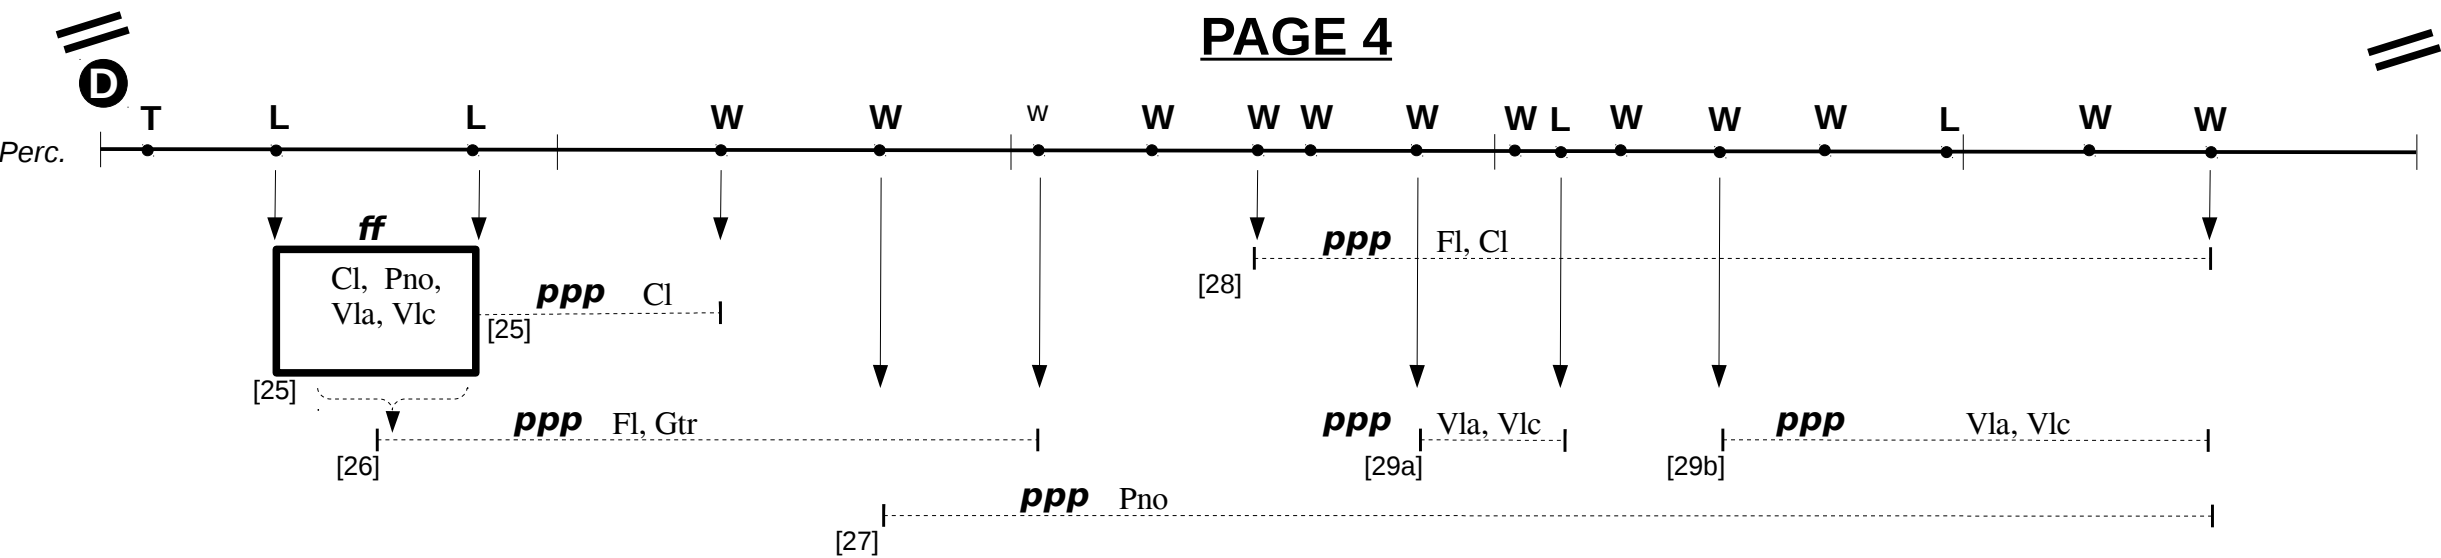 PAGE 4
D
T L L W W w W W W W W L W W W L W W
Perc.
ff
Cl, Pno,
Vla, Vlc
[25]
ppp Cl
[25]
ppp Fl, Cl
[28]
ppp Fl, Gtr
[26]
ppp Vla, Vlc
[29a]
ppp Vla, Vlc
[29b]
ppp Pno
[27]